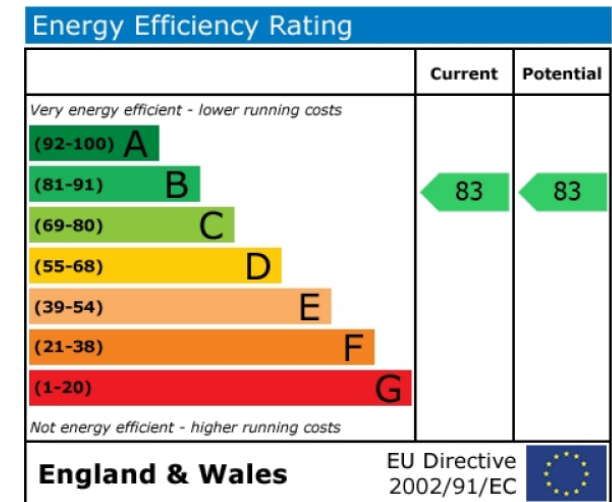 Energy Efficiency Rating
Current Potential
Very energy efficient - lower running costs
(92-100) A
(81-91) B
83 83
(69-80) C
(55-68) D
(39-54) E
(21-38) F
(1-20) G
Not energy efficient - higher running costs
England & Wales
EU Directive
2002/91/EC